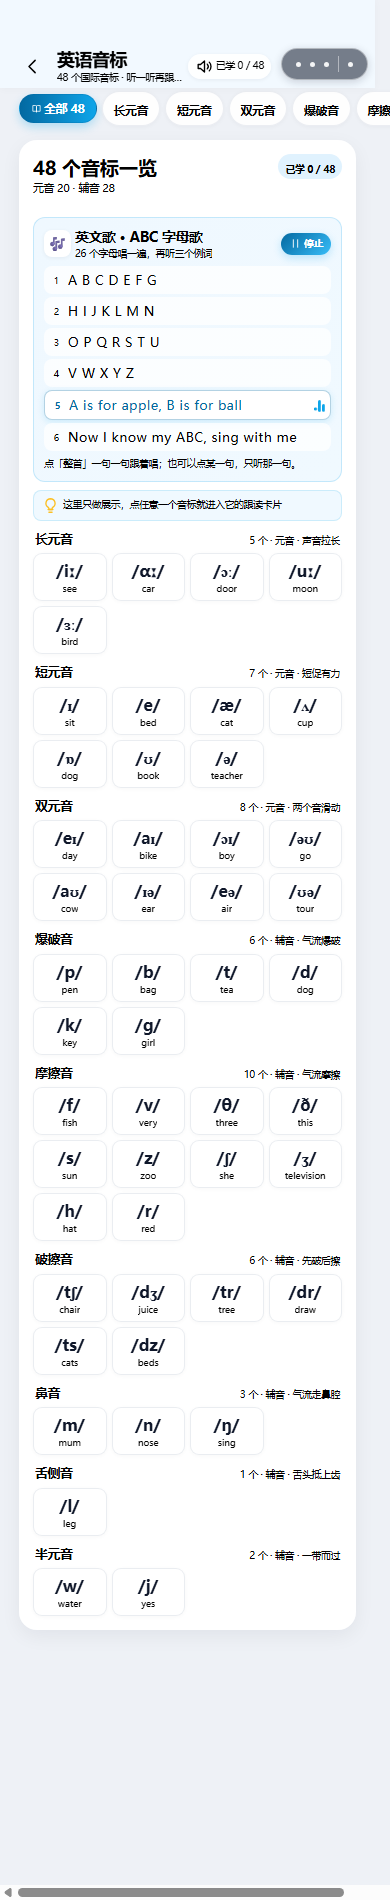 英语音标
48 个国际音标 · 听一听再跟...
已学 0 / 48
全部 48 长元音 短元音 双元音 爆破音 摩擦
48 个音标一览
已学 0 / 48
元音 20 · 辅音 28
英文歌 • ABC 字母歌
26 个字母唱一遍，再听三个例词
停止
1 A B C D E F G
2 H I J K L M N
3 O P Q R S T U
4 V W X Y Z
5 A is for apple, B is for ball
6 Now I know my ABC, sing with me
点「整首」一句一句跟着唱；也可以点某一句，只听那一句。
这里只做展示，点任意一个音标就进入它的跟读卡片
长元音 5 个 · 元音 · 声音拉长
/iː/ /ɑː/ /ɔː/ /uː/
see car door moon
/ɜː/
bird
短元音 7 个 · 元音 · 短促有力
/ɪ/ /e/ /æ/ /ʌ/
sit bed cat cup
/ɒ/ /ʊ/ /ə/
dog book teacher
双元音 8 个 · 元音 · 两个音滑动
/eɪ/ /aɪ/ /ɔɪ/ /əʊ/
day bike boy go
/aʊ/ /ɪə/ /eə/ /ʊə/
cow ear air tour
爆破音 6 个 · 辅音 · 气流爆破
/p/ /b/ /t/ /d/
pen bag tea dog
/k/ /g/
key girl
摩擦音 10 个 · 辅音 · 气流摩擦
/f/ /v/ /θ/ /ð/
fish very three this
/s/ /z/ /ʃ/ /ʒ/
sun zoo she television
/h/ /r/
hat red
破擦音 6 个 · 辅音 · 先破后擦
/tʃ/ /dʒ/ /tr/ /dr/
chair juice tree draw
/ts/ /dz/
cats beds
鼻音 3 个 · 辅音 · 气流走鼻腔
/m/ /n/ /ŋ/
mum nose sing
舌侧音 1 个 · 辅音 · 舌头抵上齿
/l/
leg
半元音 2 个 · 辅音 · 一带而过
/w/ /j/
water yes